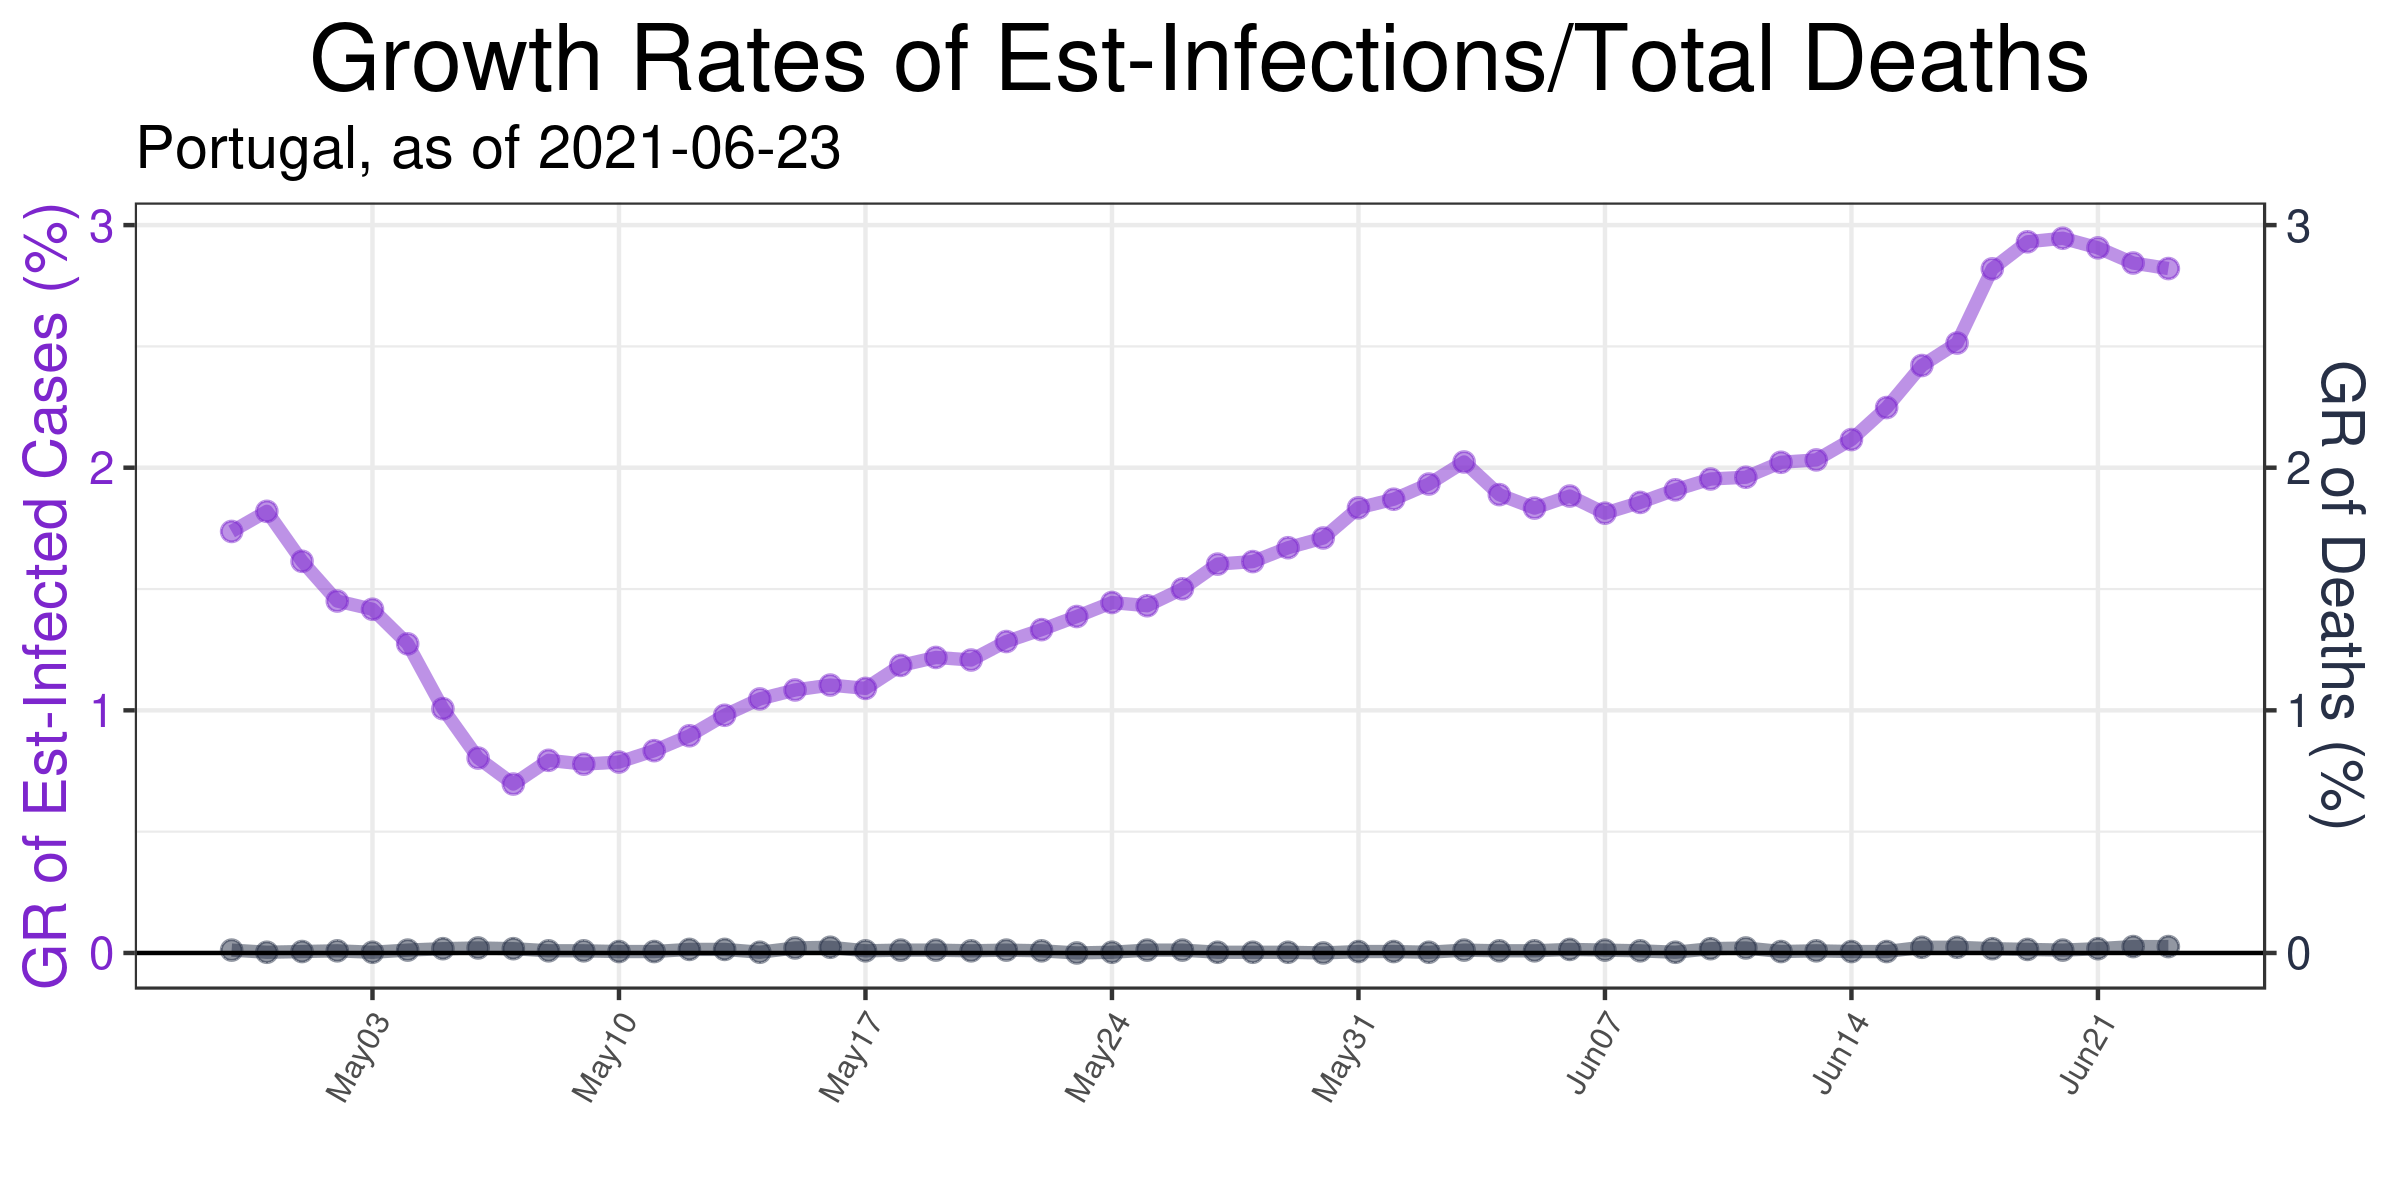 Growth Rates of Est-Infections/Total Deaths
Portugal, as of 2021-06-23
GR of Est-Infected Cases (%)
3
2
1
0
3
2
1
0
GR of Deaths (%)
May03
May10
May17
May24
May31
Jun07
Jun14
Jun21